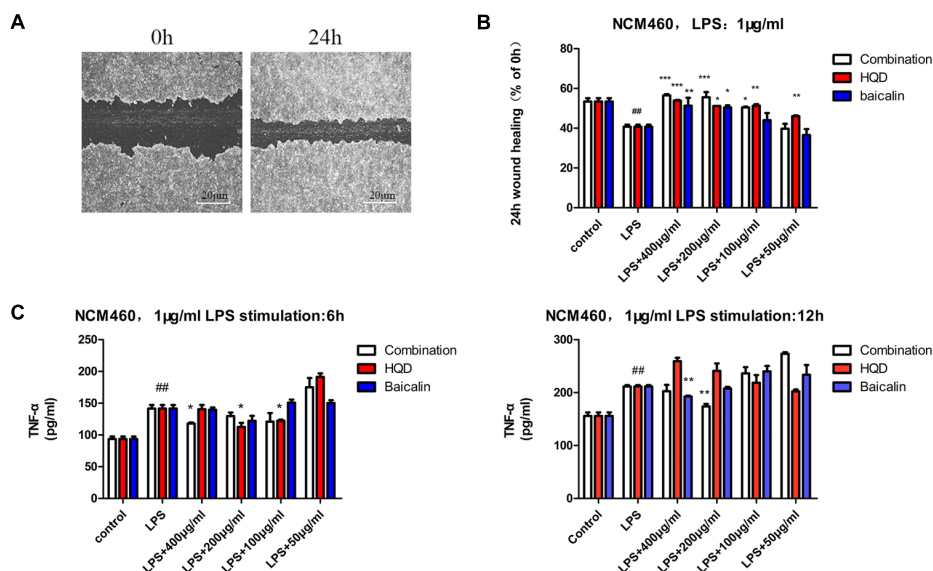 A
0h
24h
20μm
20μm
B
NCM460， LPS：1μg/ml
24h wound healing（% of 0h）
80
60
40
20
0
***
***
**
***
*
*
*
**
**
##
control
LPS
LPS+400μg/ml
LPS+200μg/ml
LPS+100μg/ml
LPS+50μg/ml
Combination
HQD
baicalin
C
NCM460， 1μg/ml LPS stimulation:6h
TNF-α
(pg/ml)
250
200
150
100
50
0
##
*
*
*
control
LPS
LPS+400μg/ml
LPS+200μg/ml
LPS+100μg/ml
LPS+50μg/ml
Combination
HQD
Baicalin
NCM460， 1μg/ml LPS stimulation:12h
TNF-α
(pg/ml)
300
200
100
0
##
**
**
Control
LPS
LPS+400μg/ml
LPS+200μg/ml
LPS+100μg/ml
LPS+50μg/ml
Combination
HQD
Baicalin